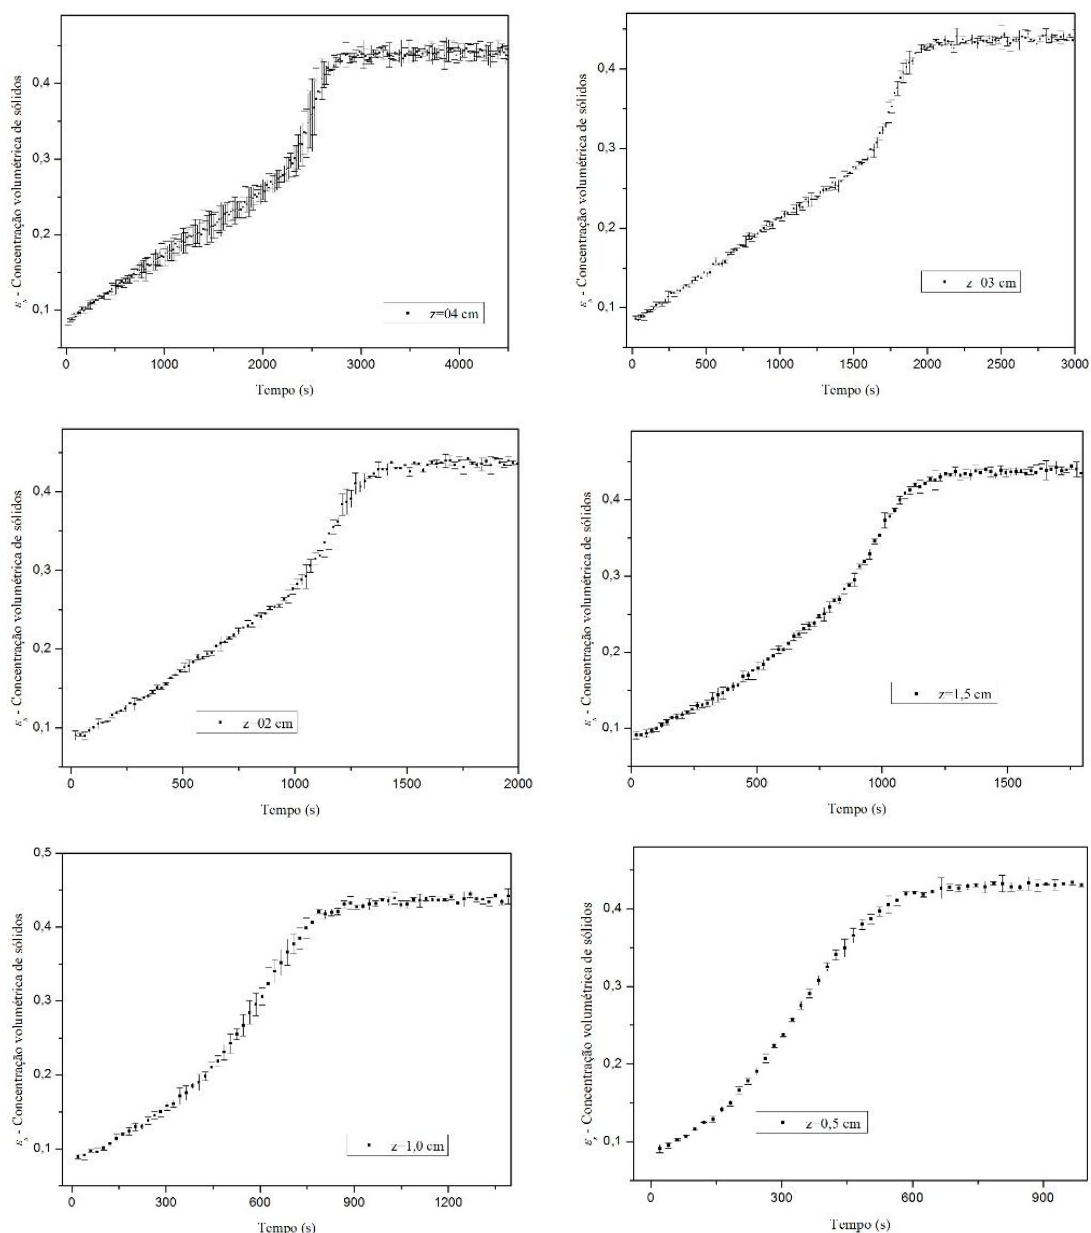 0,4
0,3
0,2
0,1
εs - Concentração volumétrica de sólidos
z=04 cm
0 1000 2000 3000 4000
Tempo (s)
0,4
0,3
0,2
0,1
εs - Concentração volumétrica de sólidos
z=03 cm
0 500 1000 1500 2000 2500 3000
Tempo (s)
0,4
0,3
0,2
0,1
εs - Concentração volumétrica de sólidos
z=02 cm
0 500 1000 1500 2000
Tempo (s)
0,4
0,3
0,2
0,1
εs - Concentração volumétrica de sólidos
z=1,5 cm
0 500 1000 1500
Tempo (s)
0,5
0,4
0,3
0,2
0,1
εs - Concentração volumétrica de sólidos
z=1,0 cm
0 300 600 900 1200
Tempo (s)
0,4
0,3
0,2
0,1
εs - Concentração volumétrica de sólidos
z=0,5 cm
0 300 600 900
Tempo (s)